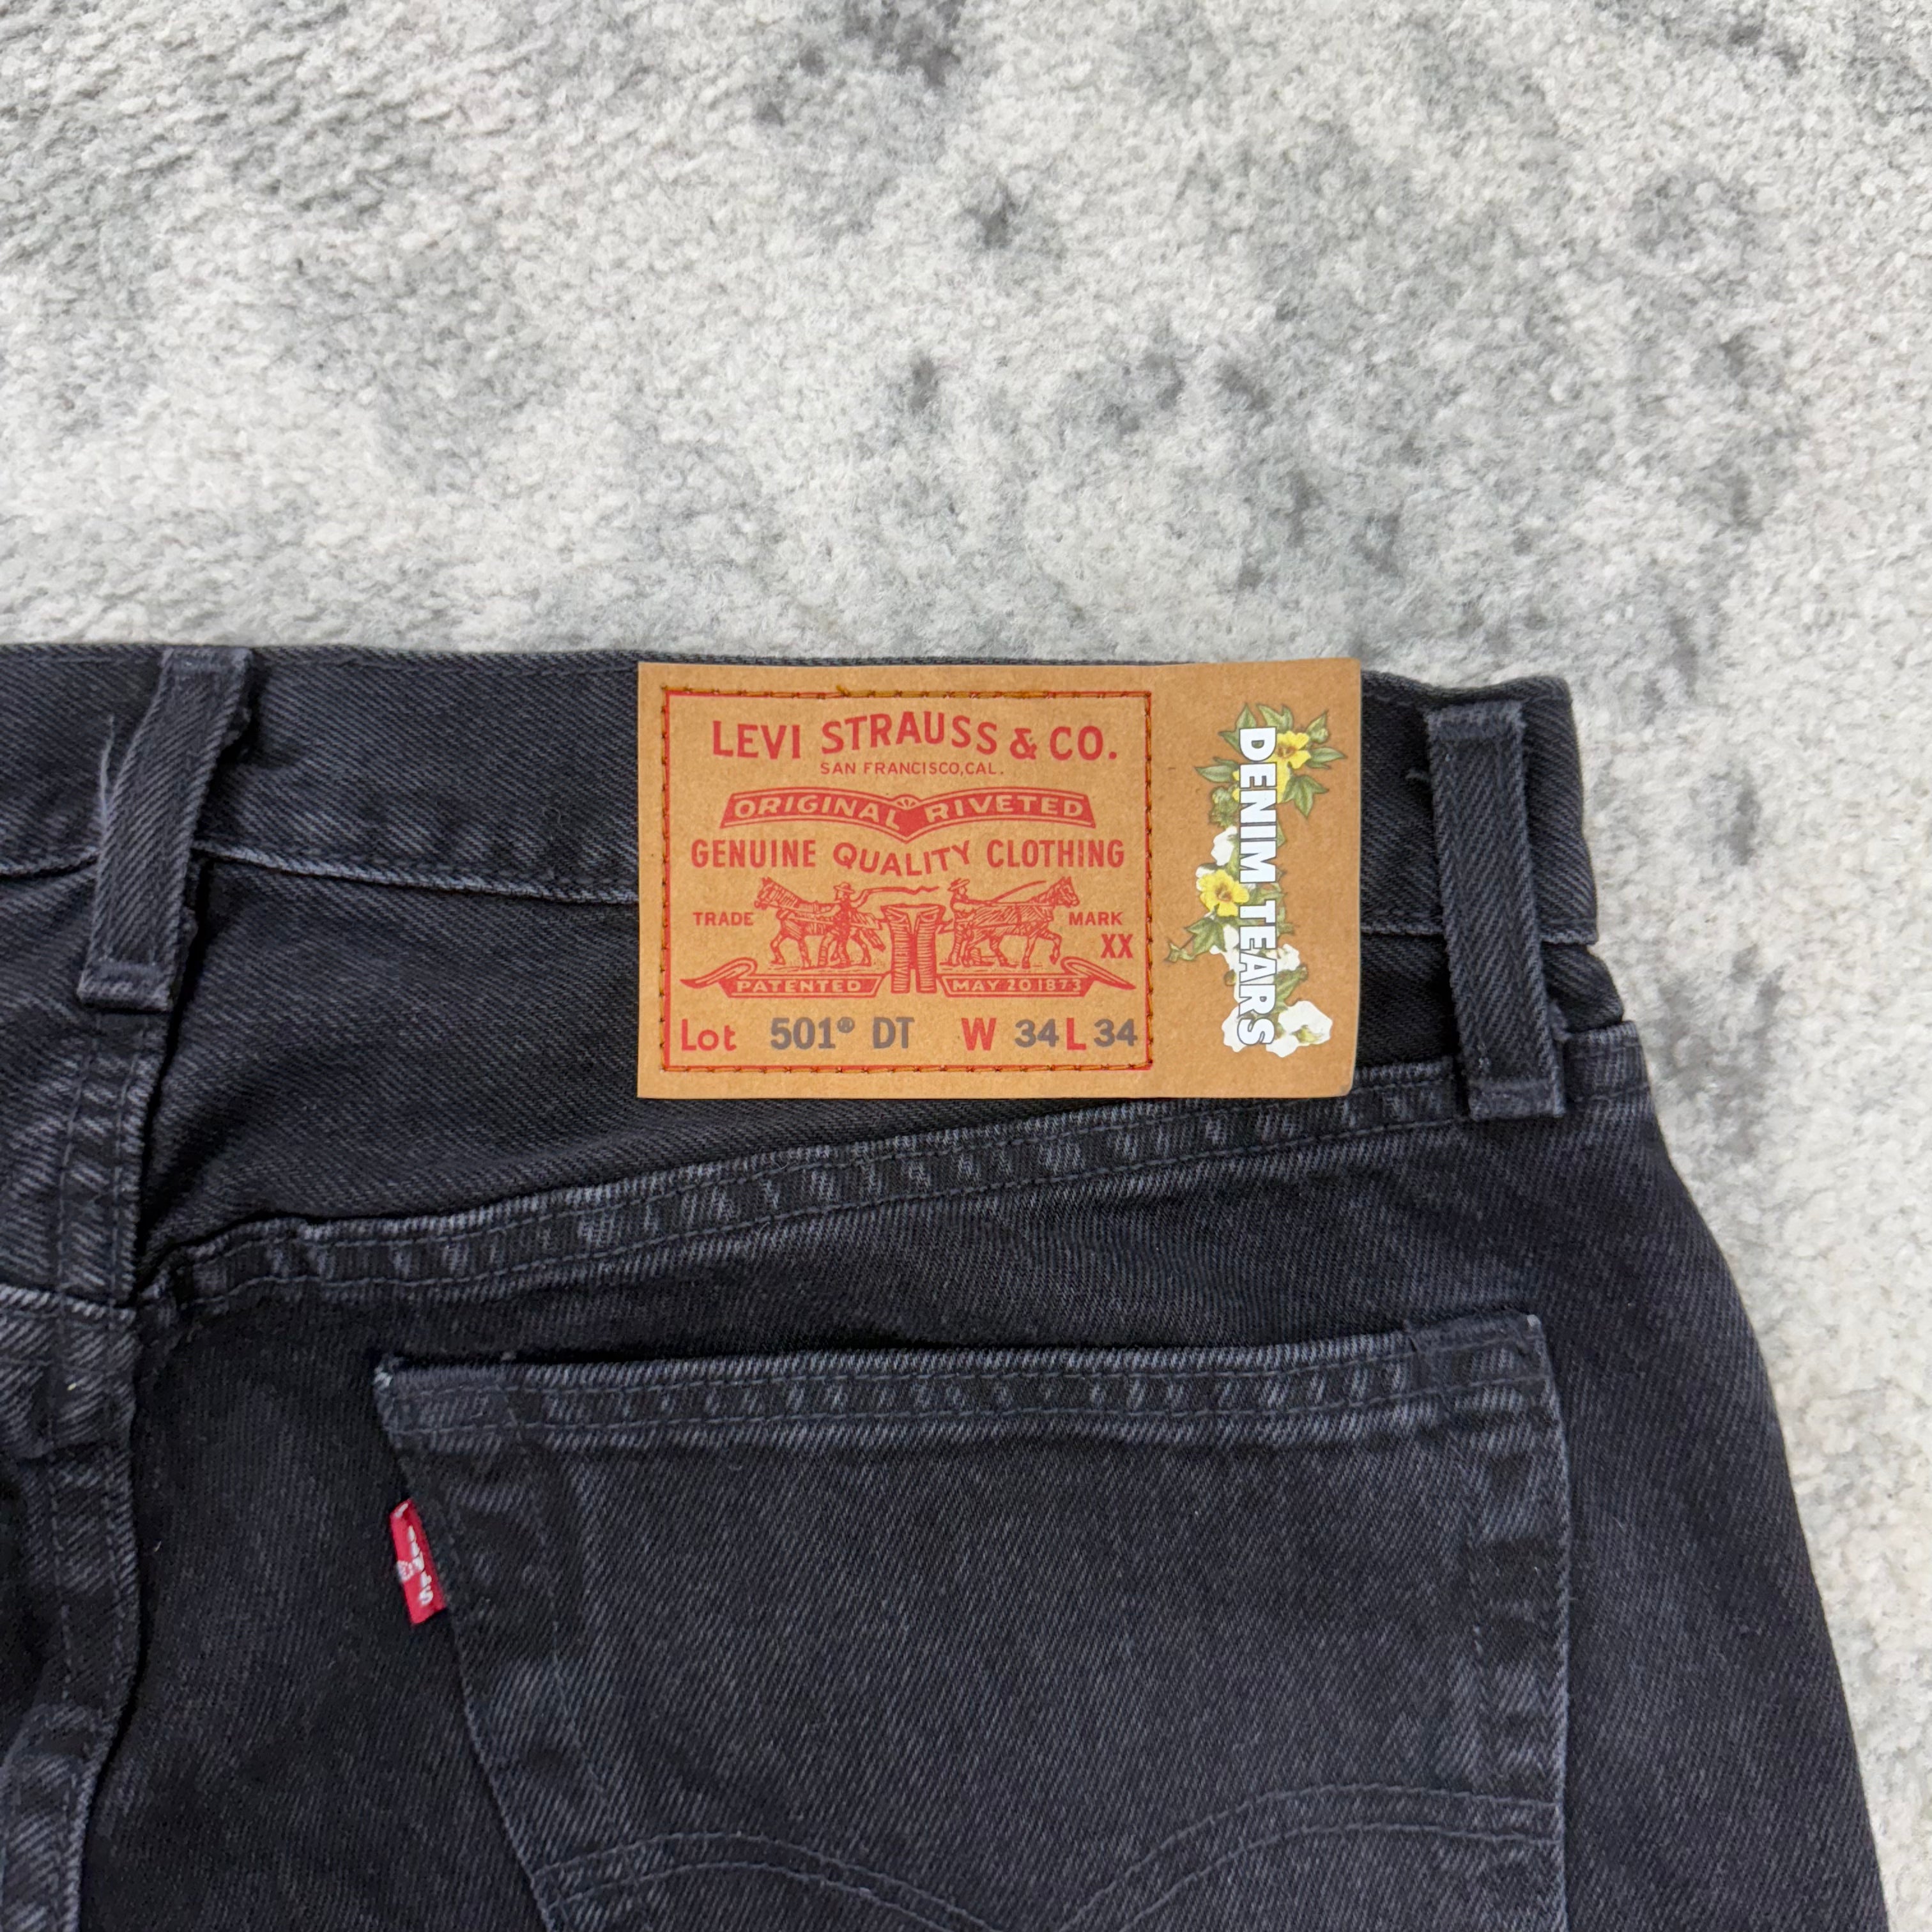 LEVI STRAUSS & CO.
SAN FRANCISCO, CAL.
ORIGINAL RIVETED
GENUINE QUALITY CLOTHING
TRADE MARK
XX
PATENTED MAY 20 1873
Lot 501® DT W 34 L 34
DENIM TEARS
LEVI'S